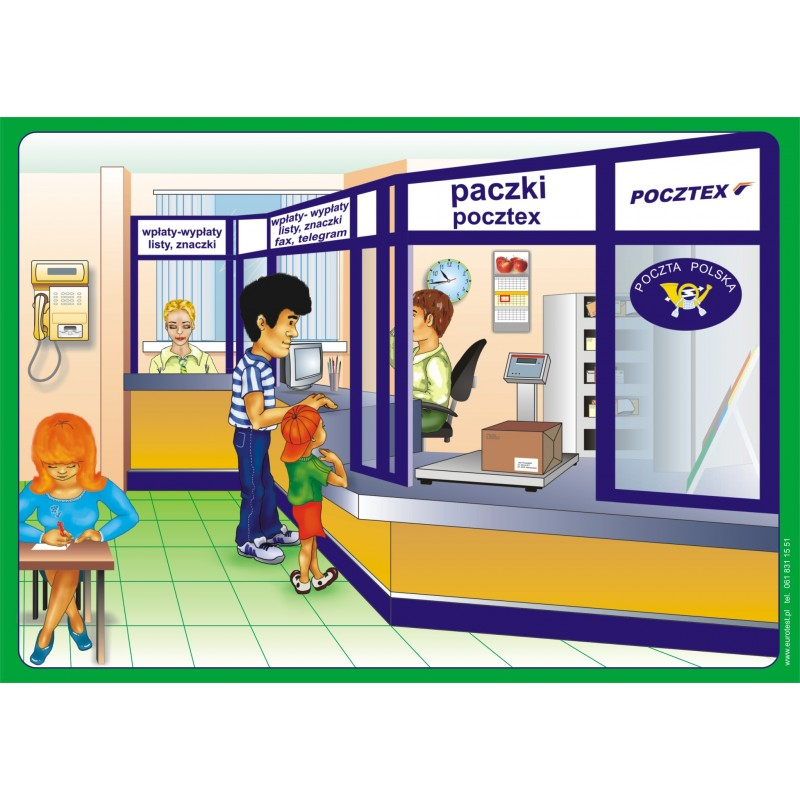 wpłaty-wypłaty
listy, znaczki
wpłaty- wypłaty
listy, znaczki
fax, telegram
paczki
pocztex
POCZTEX
POCZTA POLSKA
www.eurotest.pl tel. 061 831 15 51